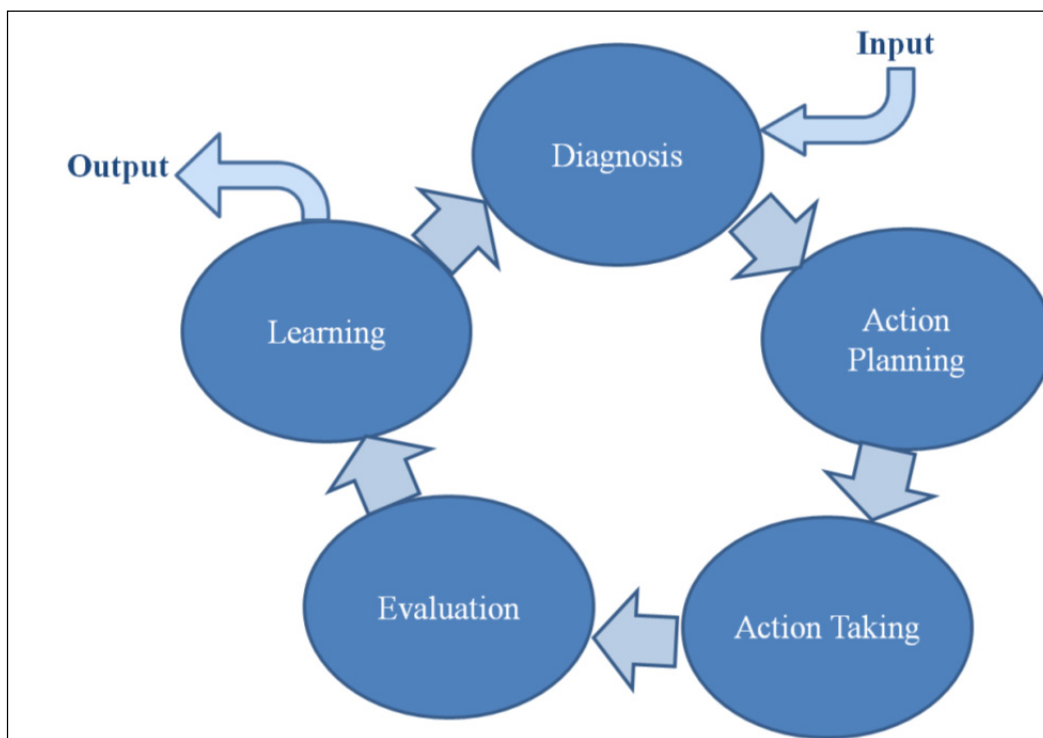 Input
Diagnosis
Output
Learning
Action
Planning
Evaluation
Action Taking